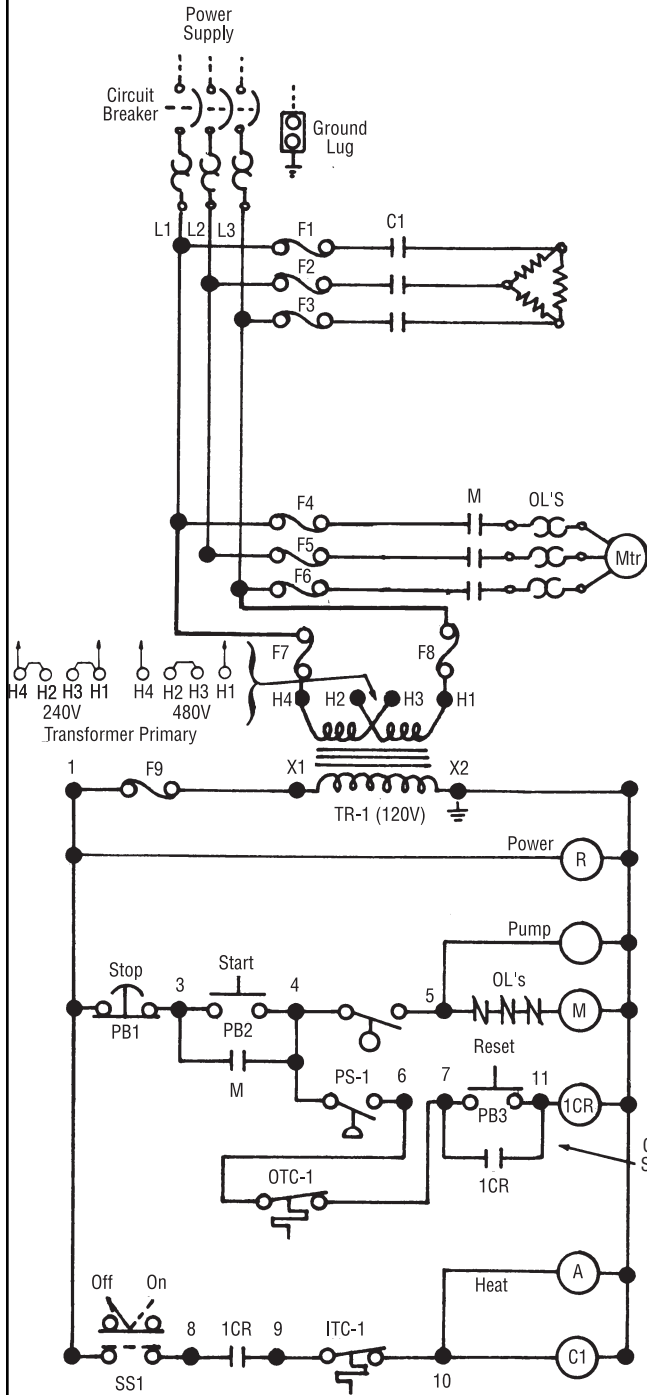 Power
Supply
Circuit
Breaker
Ground
Lug
L1 L2 L3
F1
C1
F2
F3
F4
M
OL'S
F5
Mtr
F6
F7
F8
H4 H2 H3 H1 H4 H2 H3 H1
240V 480V
Transformer Primary
H4 H2 H3 H1
1
F9
X1
X2
TR-1 (120V)
Power
R
Pump
Stop
3
Start
4
5
OL's
M
PB1
PB2
M
PS-1
6
7
Reset
11
PB3
1CR
1CR
OTC-1
Off On
Heat
A
8
1CR
9
ITC-1
10
C1
SS1